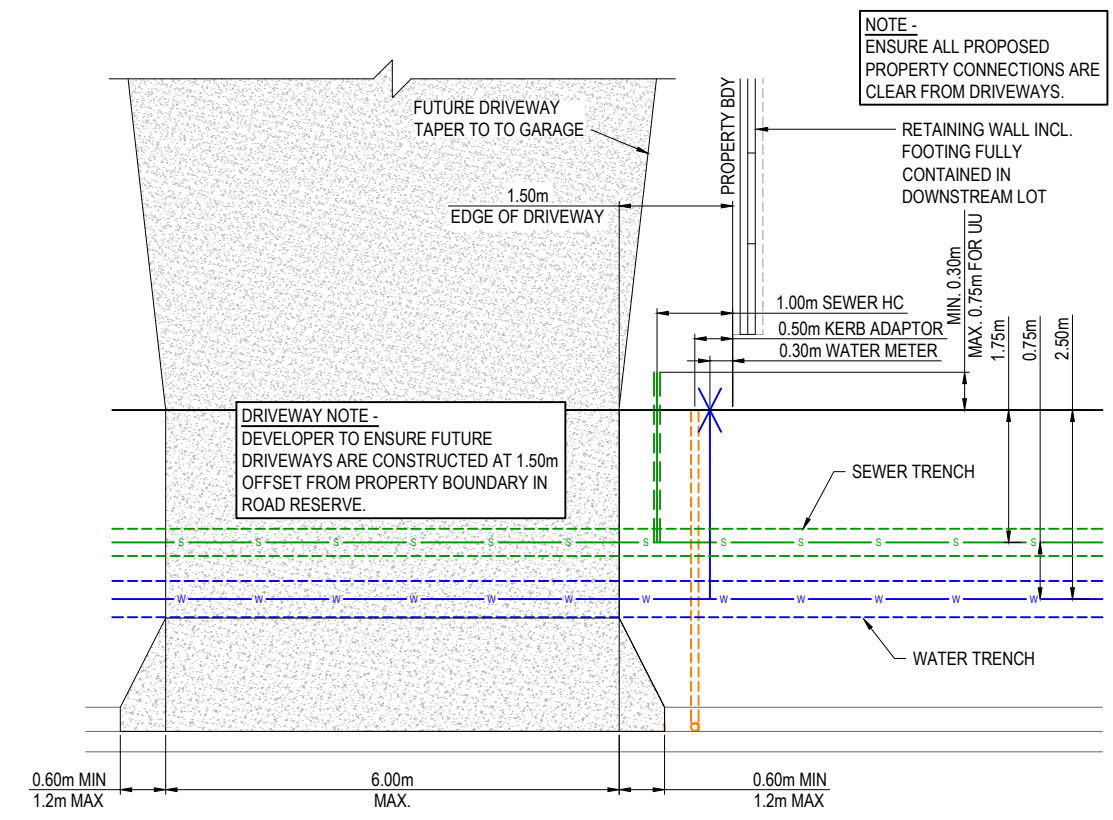 NOTE -
ENSURE ALL PROPOSED
PROPERTY CONNECTIONS ARE
CLEAR FROM DRIVEWAYS.
FUTURE DRIVEWAY
TAPER TO TO GARAGE
PROPERTY BDY
RETAINING WALL INCL.
FOOTING FULLY
CONTAINED IN
DOWNSTREAM LOT
1.50m
EDGE OF DRIVEWAY
MIN. 0.30m
MAX. 0.75m FOR UU
1.00m SEWER HC
0.50m KERB ADAPTOR
0.30m WATER METER
1.75m
0.75m
2.50m
DRIVEWAY NOTE -
DEVELOPER TO ENSURE FUTURE
DRIVEWAYS ARE CONSTRUCTED AT 1.50m
OFFSET FROM PROPERTY BOUNDARY IN
ROAD RESERVE.
SEWER TRENCH
S S S S S S S S S S S S
W W W W W W W W W W W W
WATER TRENCH
0.60m MIN
1.2m MAX
6.00m
MAX.
0.60m MIN
1.2m MAX